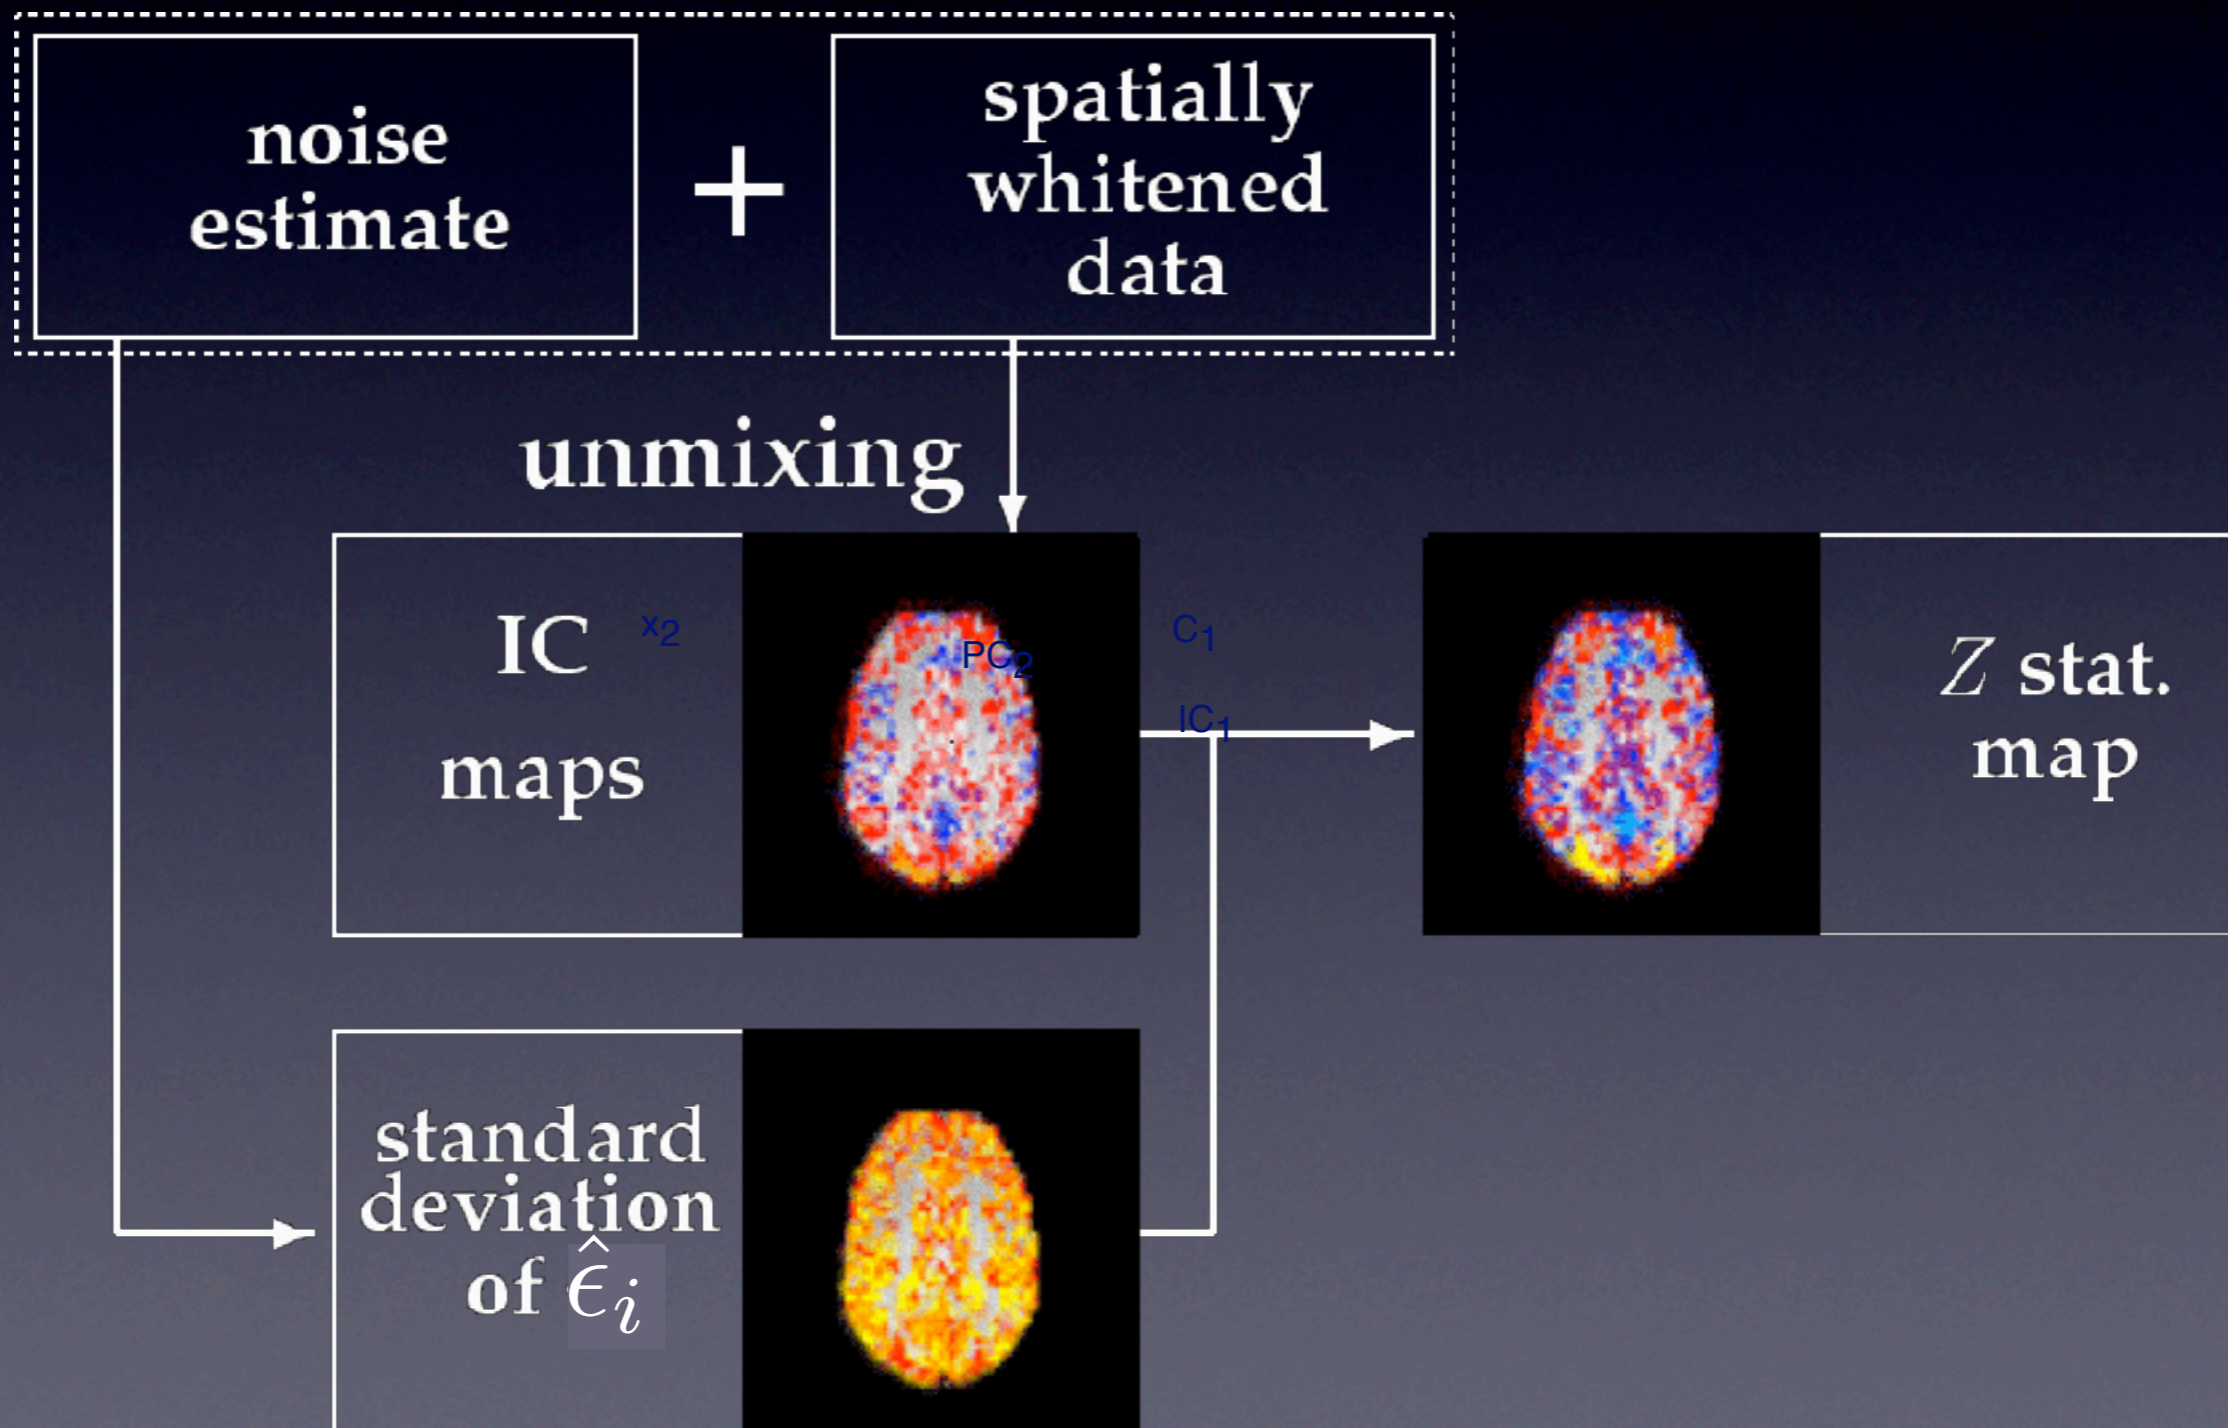 noise
estimate
+
spatially
whitened
data
unmixing
IC
maps
x₂
PC₂
C₁
IC₁
Z stat.
map
standard
deviation
of ε̂ᵢ